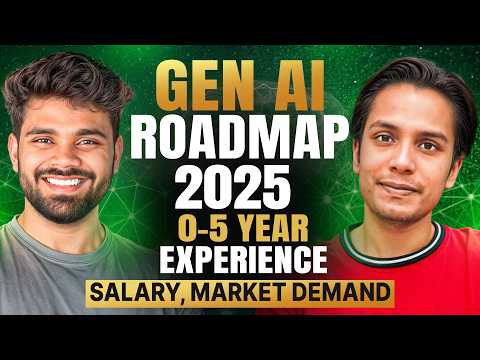 GEN AI
ROADMAP
2025
0-5 YEAR
EXPERIENCE
SALARY, MARKET DEMAND